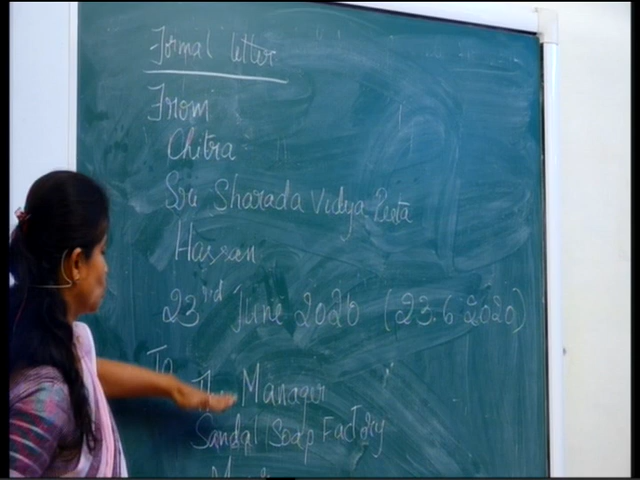 Formal letter
From
Chitra
Sri Sharada Vidya Peeta
Hassan
23rd June 2020 (23.6.2020)
To
The Manager
Sandal Soap Factory